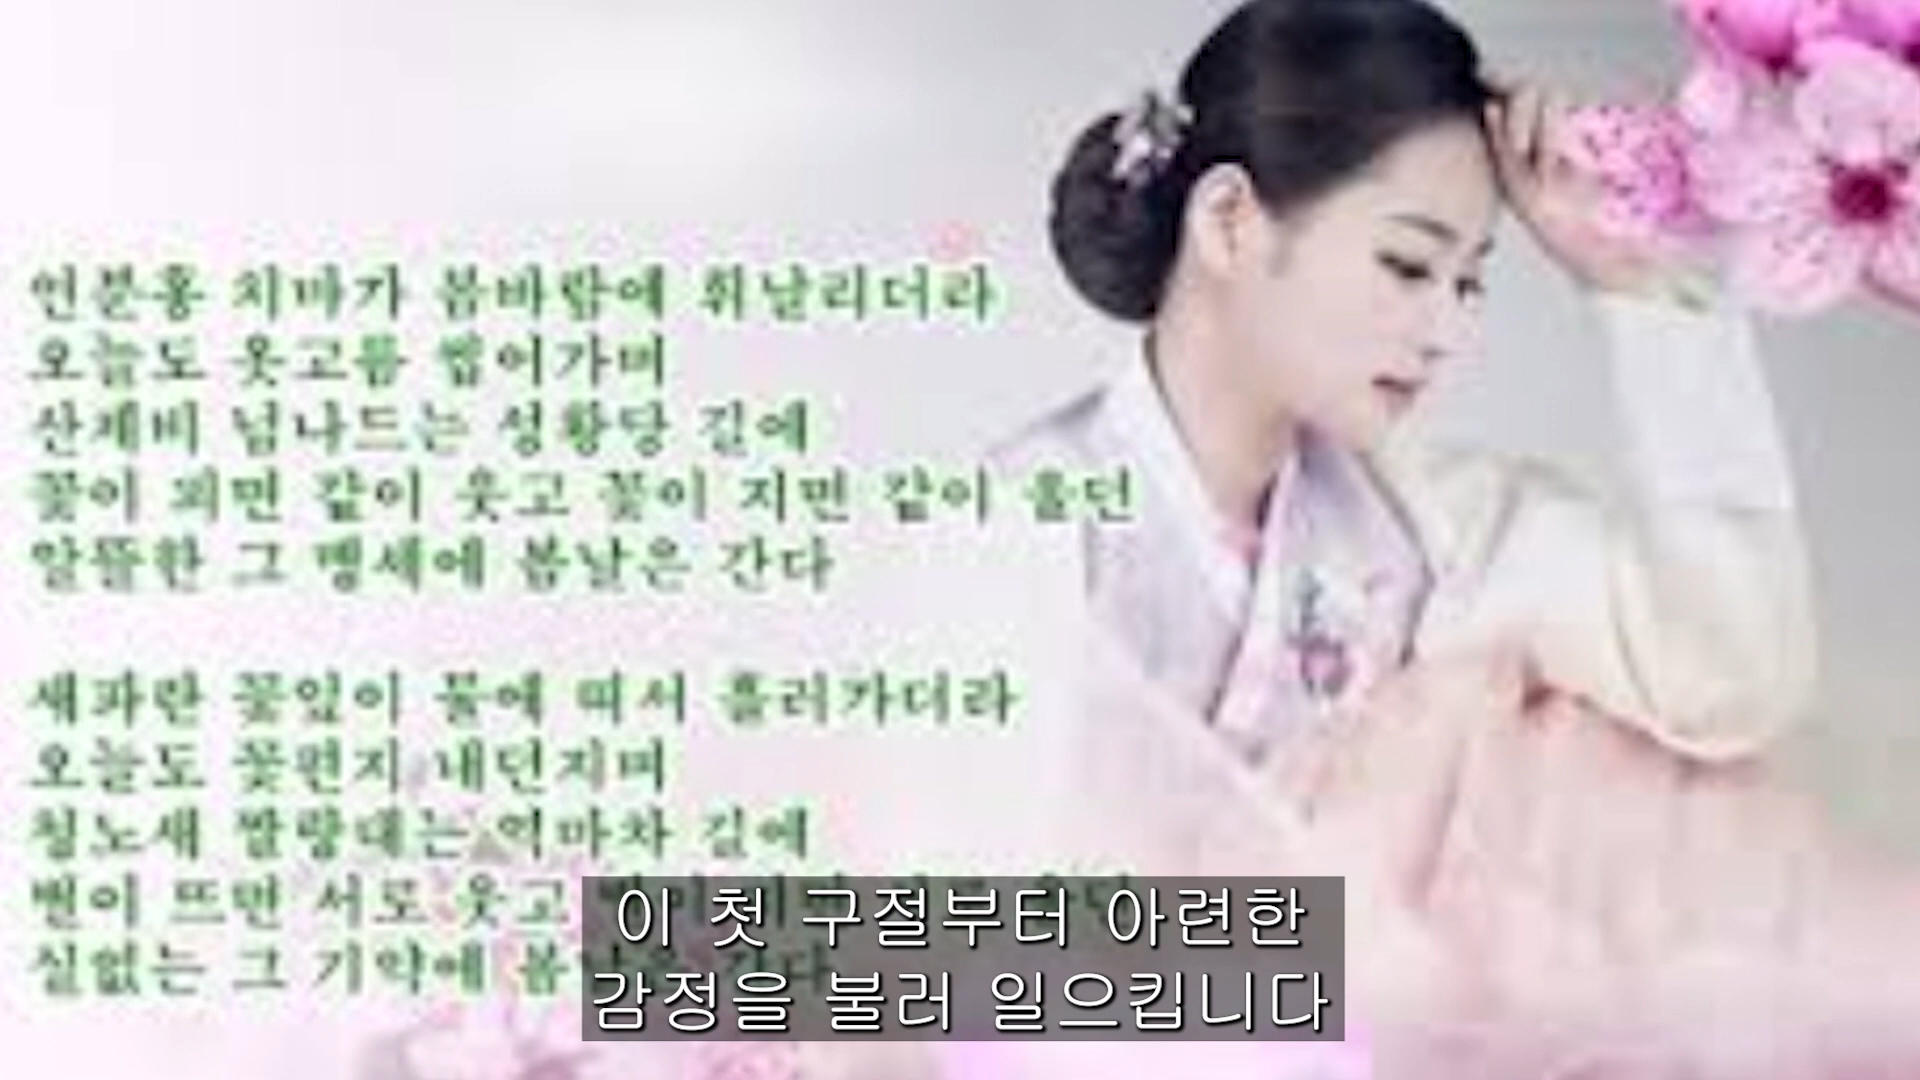 연분홍 치마가 봄바람에 휘날리더라
오늘도 옷고름 씹어가며
산제비 넘나드는 성황당 길에
꽃이 피면 같이 웃고 꽃이 지면 같이 울던
알뜰한 그 맹세에 봄날은 간다
새파란 꽃잎이 물에 떠서 흘러가더라
오늘도 꽃편지 내던지며
청노새 짤랑대는 역마차 길에
별이 뜨면 서로 웃고
실없는 그 기약에 봄
이 첫 구절부터 아련한
감정을 불러 일으킵니다